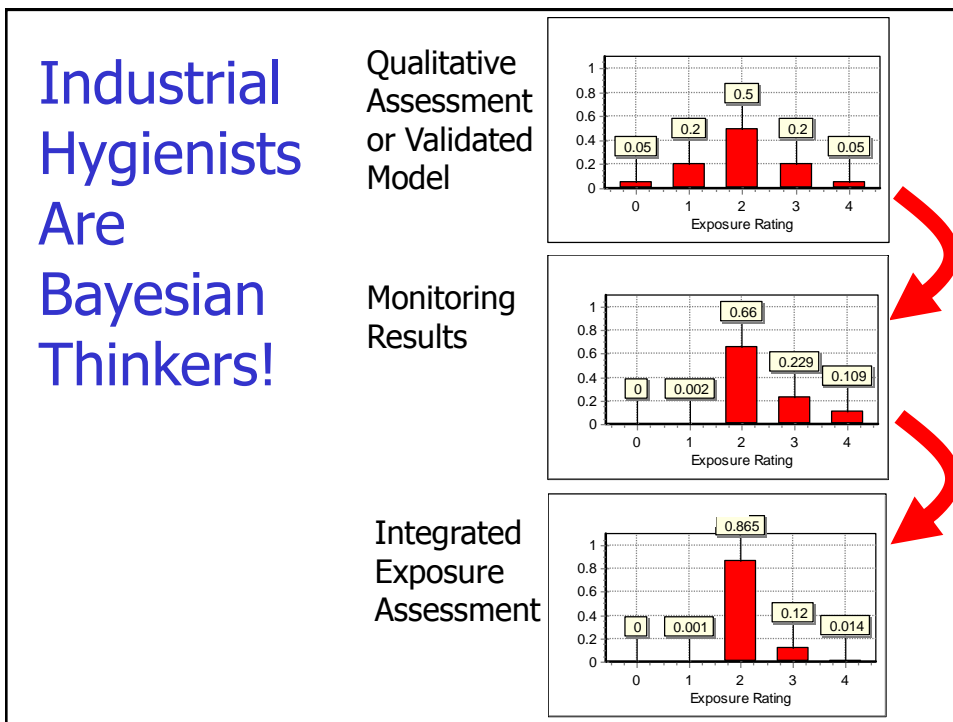 Industrial
Hygienists
Are
Bayesian
Thinkers!
Qualitative
Assessment
or Validated
Model
1
0.8
0.6
0.4
0.2
0
0.05
0.2
0.5
0.2
0.05
0 1 2 3 4
Exposure Rating
Monitoring
Results
1
0.8
0.6
0.4
0.2
0
0
0.002
0.66
0.229
0.109
0 1 2 3 4
Exposure Rating
Integrated
Exposure
Assessment
1
0.8
0.6
0.4
0.2
0
0
0.001
0.865
0.12
0.014
0 1 2 3 4
Exposure Rating